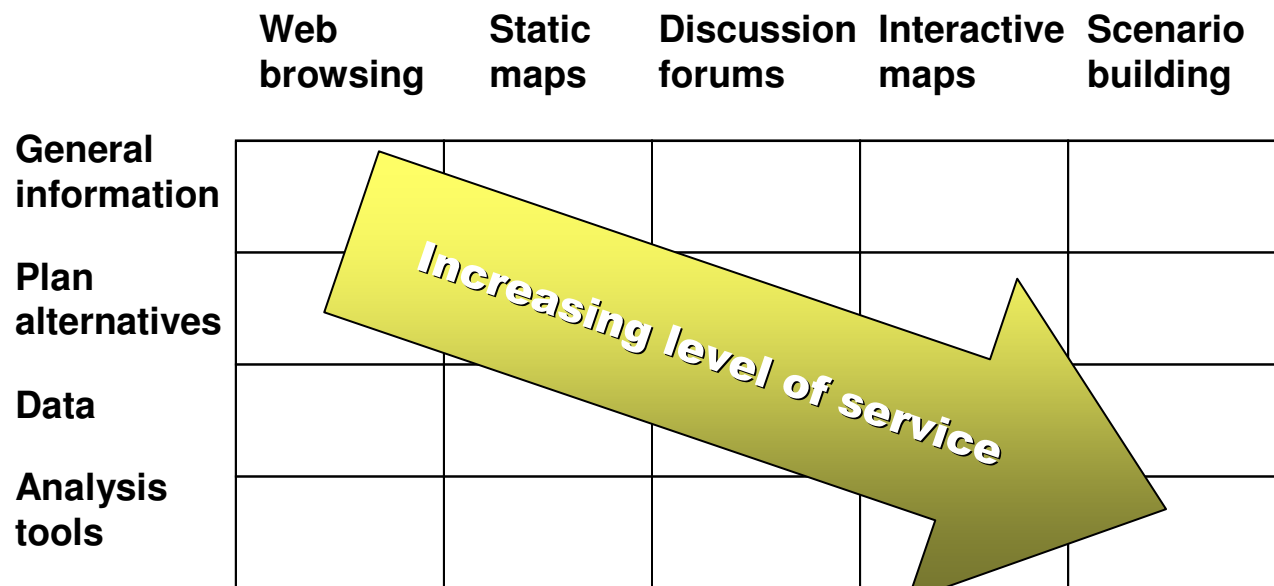 Web Static Discussion Interactive Scenario
browsing maps forums maps building
General
information
Plan
alternatives
Data
Analysis
tools
Increasing level of service